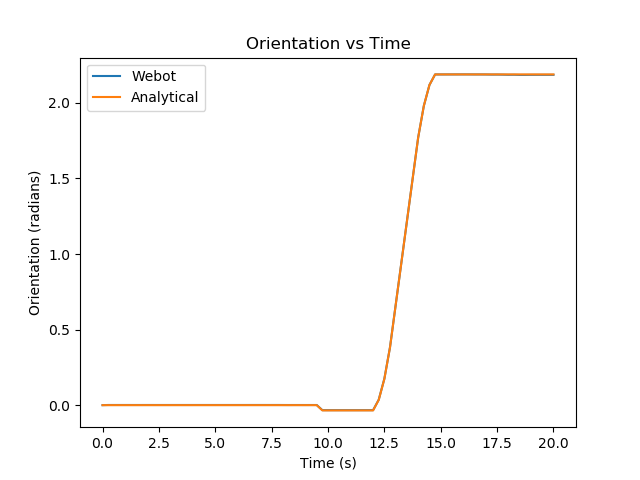 Orientation vs Time
Webot
Analytical
Orientation (radians)
2.0
1.5
1.0
0.5
0.0
0.0 2.5 5.0 7.5 10.0 12.5 15.0 17.5 20.0
Time (s)